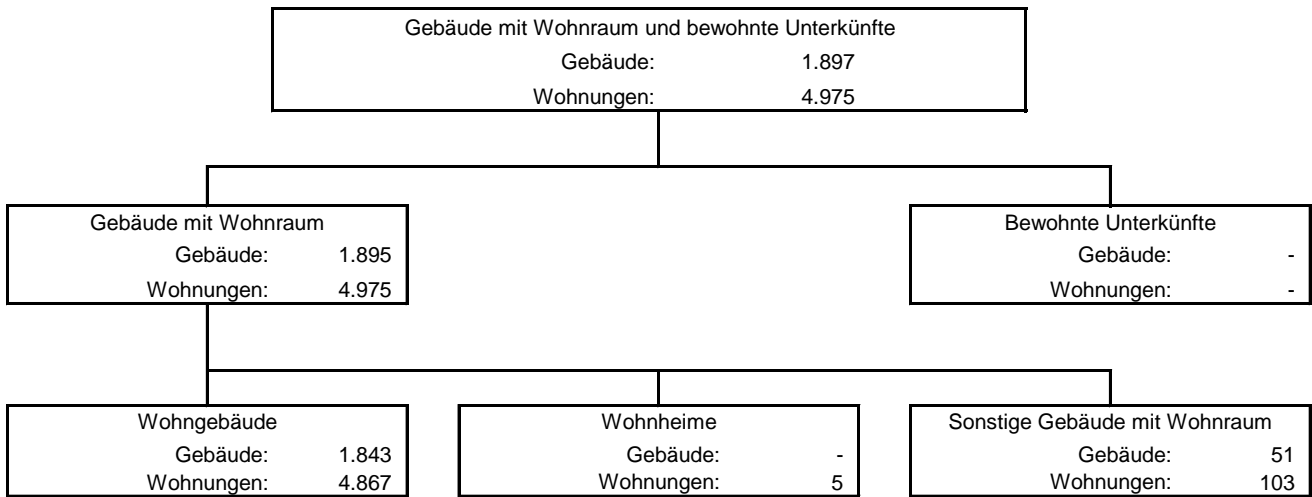 Gebäude mit Wohnraum und bewohnte Unterkünfte
Gebäude: 1.897
Wohnungen: 4.975
Gebäude mit Wohnraum
Gebäude: 1.895
Wohnungen: 4.975
Bewohnte Unterkünfte
Gebäude: -
Wohnungen: -
Wohngebäude
Gebäude: 1.843
Wohnungen: 4.867
Wohnheime
Gebäude: -
Wohnungen: 5
Sonstige Gebäude mit Wohnraum
Gebäude: 51
Wohnungen: 103